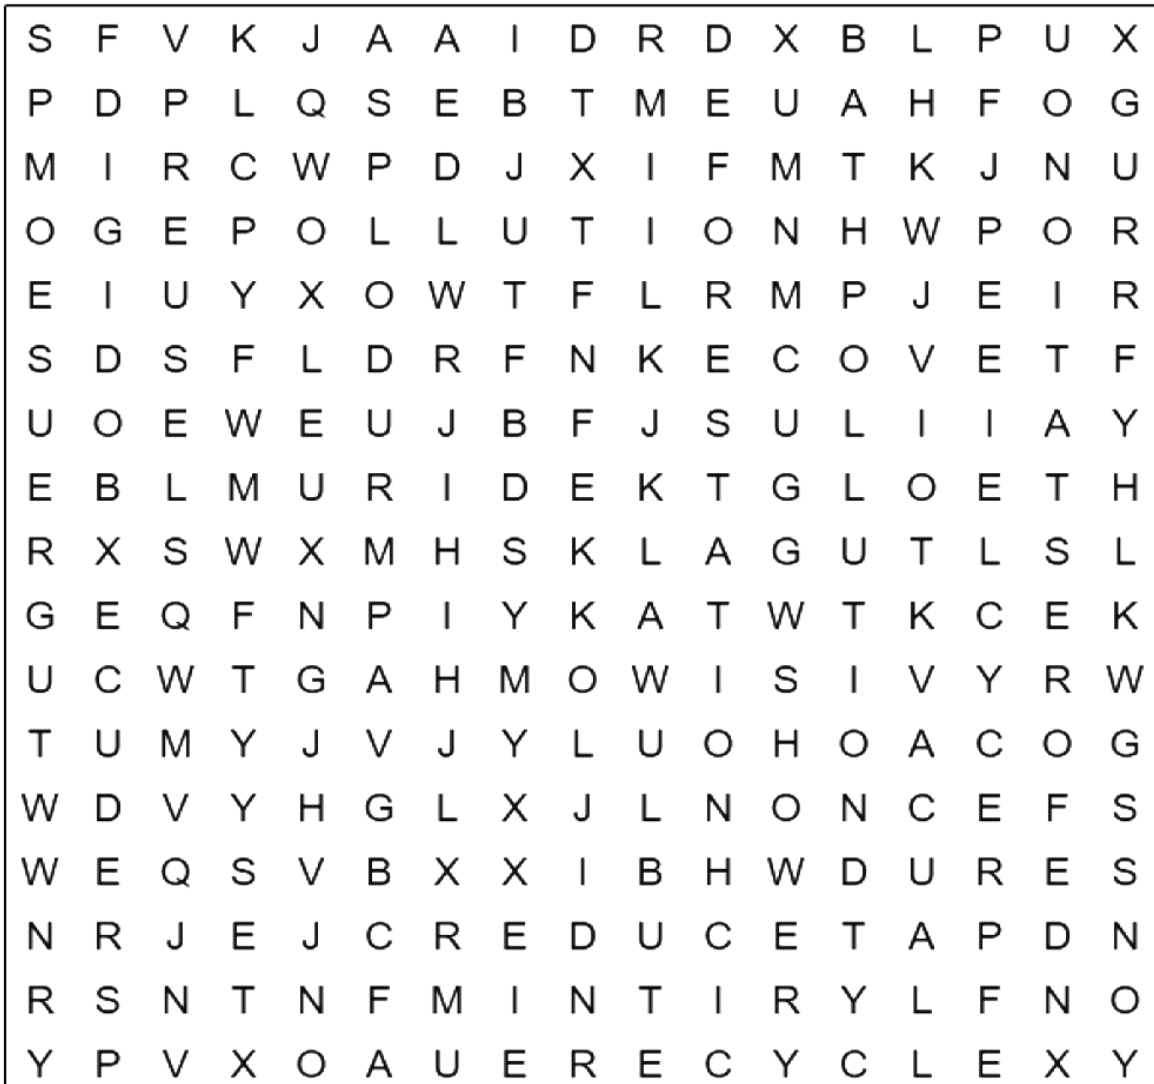 S F V K J A A I D R D X B L P U X
P D P L Q S E B T M E U A H F O G
M I R C W P D J X I F M T K J N U
O G E P O L L U T I O N H W P O R
E I U Y X O W T F L R M P J E I R
S D S F L D R F N K E C O V E T F
U O E W E U J B F J S U L I I A Y
E B L M U R I D E K T G L O E T H
R X S W X M H S K L A G U T L S L
G E Q F N P I Y K A T W T K C E K
U C W T G A H M O W I S I V Y R W
T U M Y J V J Y L U O H O A C O G
W D V Y H G L X J L N O N C E F S
W E Q S V B X X I B H W D U R E S
N R J E J C R E D U C E T A P D N
R S N T N F M I N T I R Y L F N O
Y P V X O A U E R E C Y C L E X Y